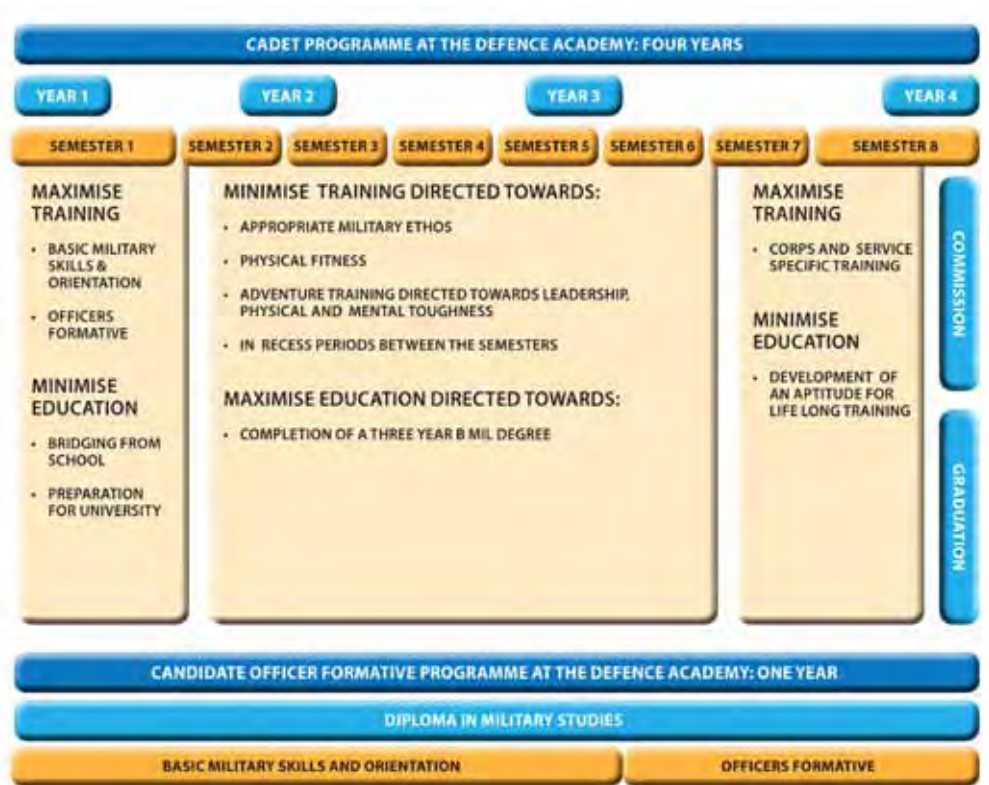 CADET PROGRAMME AT THE DEFENCE ACADEMY: FOUR YEARS
YEAR 1
YEAR 2
YEAR 3
YEAR 4
SEMESTER 1
SEMESTER 2
SEMESTER 3
SEMESTER 4
SEMESTER 5
SEMESTER 6
SEMESTER 7
SEMESTER 8
MAXIMISE
TRAINING
• BASIC MILITARY
SKILLS &
ORIENTATION
• OFFICERS
FORMATIVE
MINIMISE
EDUCATION
• BRIDGING FROM
SCHOOL
• PREPARATION
FOR UNIVERSITY
MINIMISE TRAINING DIRECTED TOWARDS:
• APPROPRIATE MILITARY ETHOS
• PHYSICAL FITNESS
• ADVENTURE TRAINING DIRECTED TOWARDS LEADERSHIP,
PHYSICAL AND MENTAL TOUGHNESS
• IN RECESS PERIODS BETWEEN THE SEMESTERS
MAXIMISE EDUCATION DIRECTED TOWARDS:
• COMPLETION OF A THREE YEAR B MIL DEGREE
MAXIMISE
TRAINING
• CORPS AND SERVICE
SPECIFIC TRAINING
MINIMISE
EDUCATION
• DEVELOPMENT OF
AN APTITUDE FOR
LIFE LONG TRAINING
COMMISSION
GRADUATION
CANDIDATE OFFICER FORMATIVE PROGRAMME AT THE DEFENCE ACADEMY: ONE YEAR
DIPLOMA IN MILITARY STUDIES
BASIC MILITARY SKILLS AND ORIENTATION
OFFICERS FORMATIVE